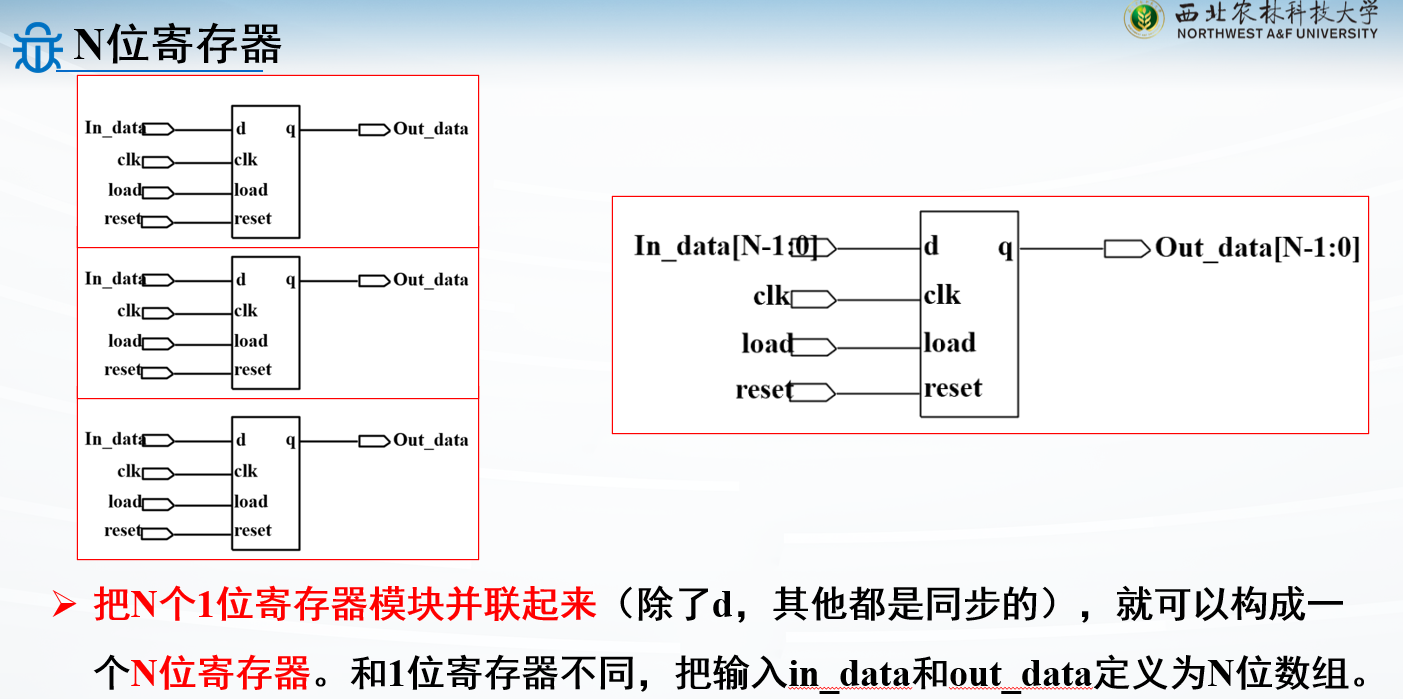 N位寄存器
西北农林科技大学
NORTHWEST A&F UNIVERSITY
In_data d q Out_data
clk clk
load load
reset reset
In_data d q Out_data
clk clk
load load
reset reset
In_data d q Out_data
clk clk
load load
reset reset
In_data[N-1:0] d q Out_data[N-1:0]
clk clk
load load
reset reset
把N个1位寄存器模块并联起来（除了d，其他都是同步的），就可以构成一
个N位寄存器。和1位寄存器不同，把输入in_data和out_data定义为N位数组。